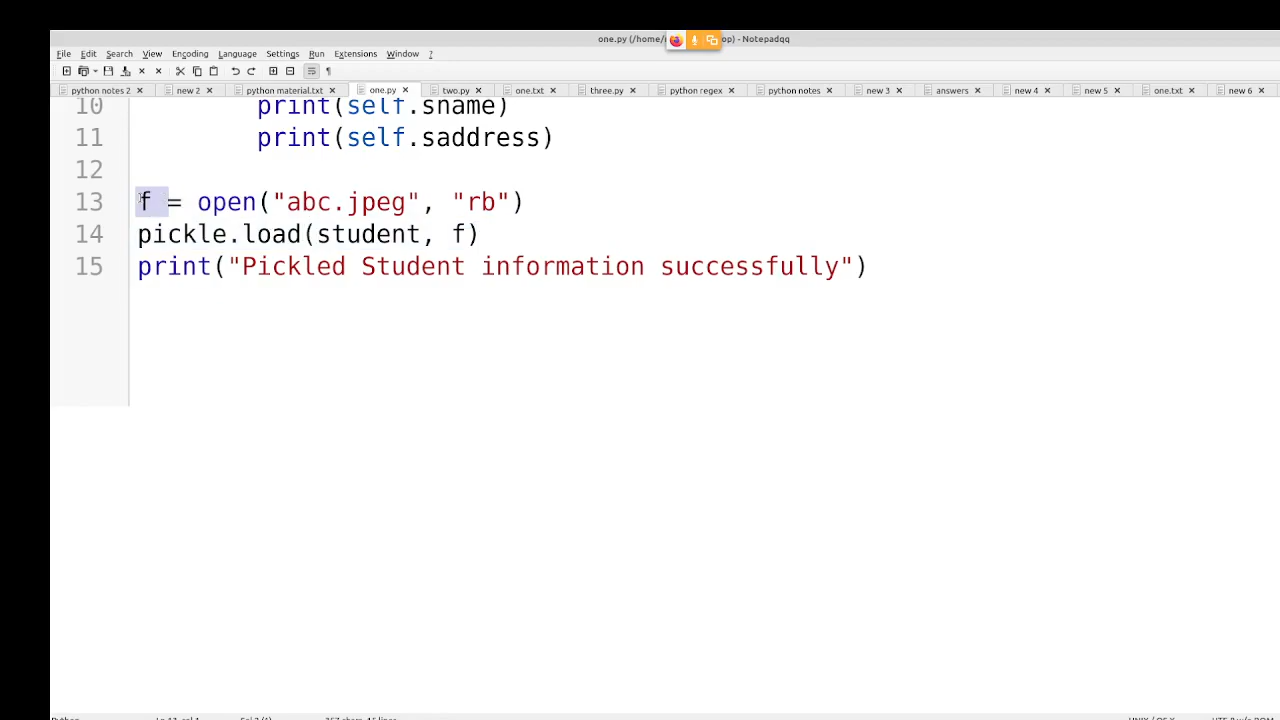 one.py (/home/ op) - Notepadqq
File Edit Search View Encoding Language Settings Run Extensions Window ?
python notes 2 new 2 python material.txt one.py two.py one.txt three.py python regex python notes new 3 answers new 4 new 5 one.txt new 6
10 print(self.sname)
11 print(self.saddress)
12
13 f = open("abc.jpeg", "rb")
14 pickle.load(student, f)
15 print("Pickled Student information successfully")